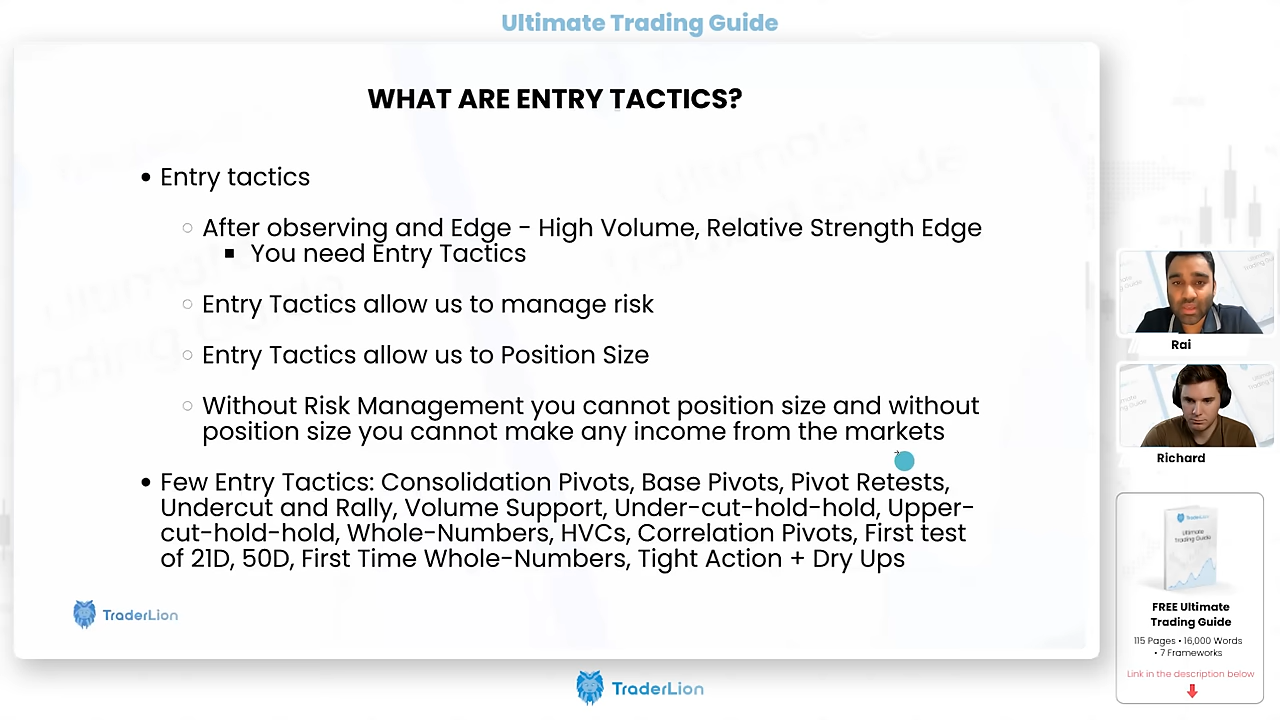 Ultimate Trading Guide
WHAT ARE ENTRY TACTICS?
• Entry tactics
○ After observing and Edge - High Volume, Relative Strength Edge
■ You need Entry Tactics
○ Entry Tactics allow us to manage risk
○ Entry Tactics allow us to Position Size
○ Without Risk Management you cannot position size and without
position size you cannot make any income from the markets
• Few Entry Tactics: Consolidation Pivots, Base Pivots, Pivot Retests,
Undercut and Rally, Volume Support, Under-cut-hold-hold, Upper-
cut-hold-hold, Whole-Numbers, HVCs, Correlation Pivots, First test
of 21D, 50D, First Time Whole-Numbers, Tight Action + Dry Ups
TraderLion
TraderLion
Rai
Richard
TraderLion
Ultimate
Trading Guide
FREE Ultimate
Trading Guide
115 Pages • 16,000 Words
• 7 Frameworks
Link in the description below